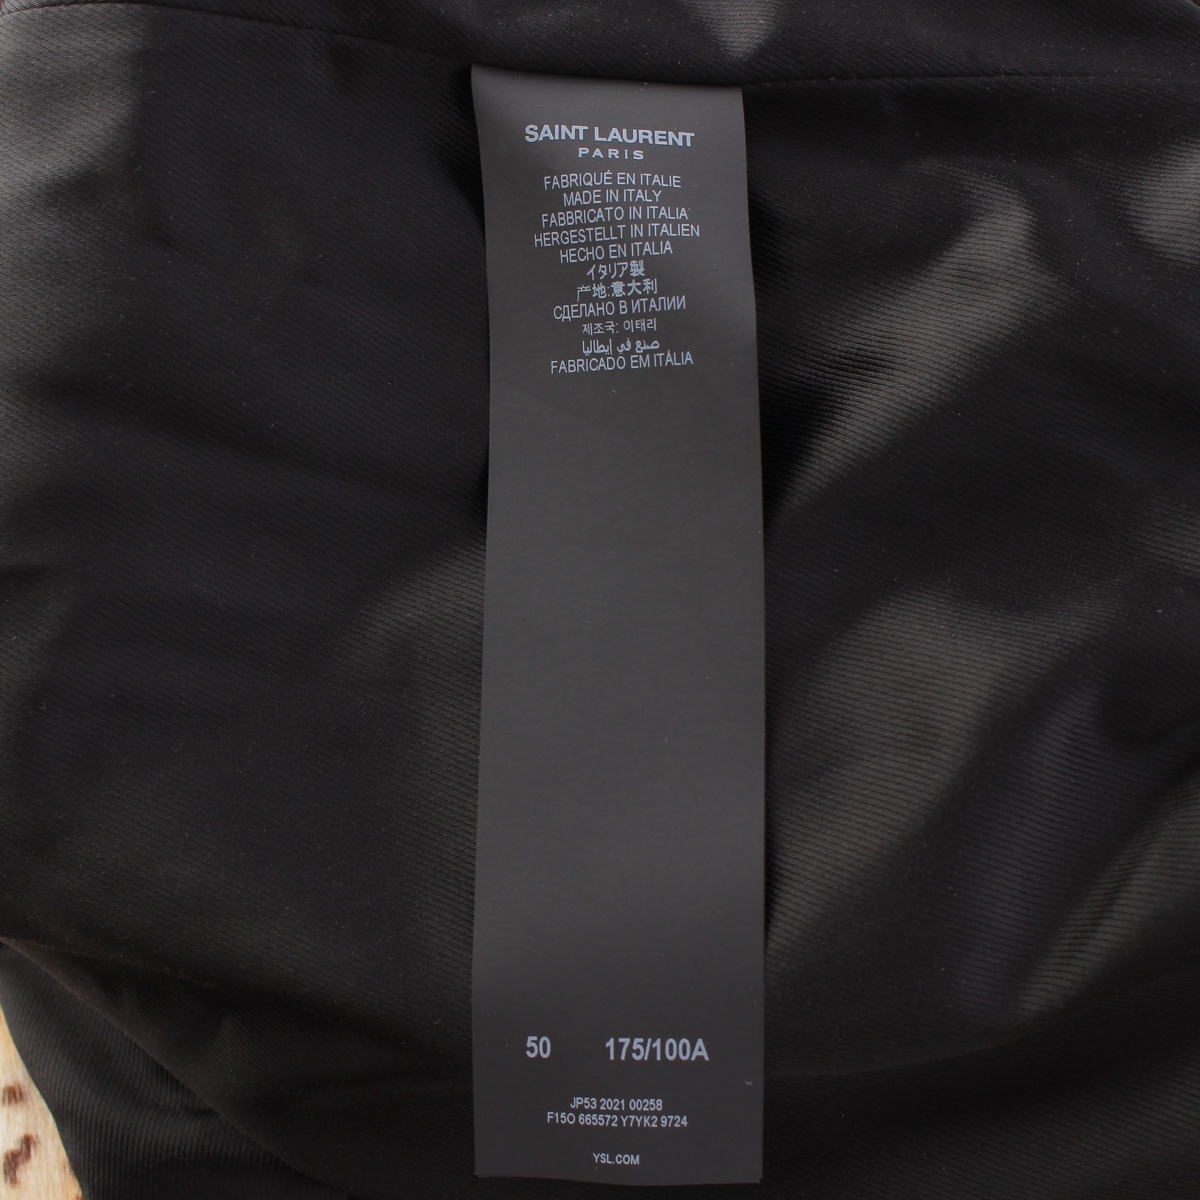 SAINT LAURENT
PARIS
FABRIQUÉ EN ITALIE
MADE IN ITALY
FABBRICATO IN ITALIA
HERGESTELLT IN ITALIEN
HECHO EN ITALIA
イタリア製
产地:意大利
СДЕЛАНО В ИТАЛИИ
제조국: 이태리
صنع في إيطاليا
FABRICADO EM ITÁLIA
50 175/100A
JP53 2021 00258
F15O 665572 Y7YK2 9724
YSL.COM